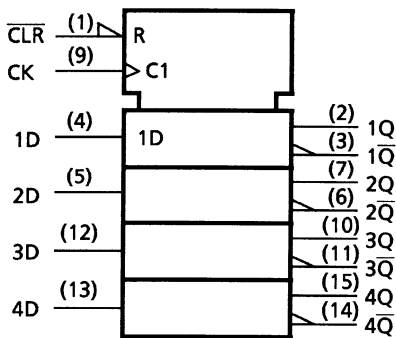 C̅L̅R̅ (1) R
CK (9) C1
1D (4) 1D (2) 1Q
(3) 1Q̅
2D (5) (7) 2Q
(6) 2Q̅
3D (12) (10) 3Q
(11) 3Q̅
4D (13) (15) 4Q
(14) 4Q̅